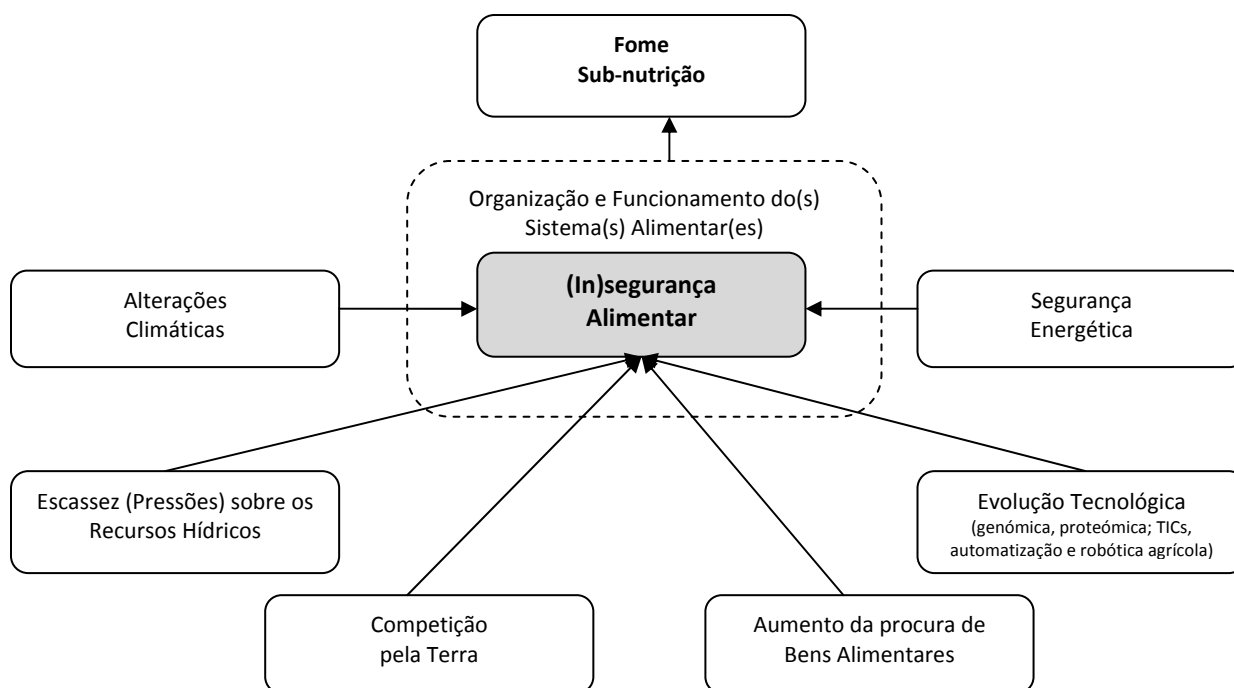 Fome
Sub-nutrição
Organização e Funcionamento do(s)
Sistema(s) Alimentar(es)
(In)segurança
Alimentar
Alterações
Climáticas
Segurança
Energética
Escassez (Pressões) sobre os
Recursos Hídricos
Evolução Tecnológica
(genómica, proteómica; TICs,
automatização e robótica agrícola)
Competição
pela Terra
Aumento da procura de
Bens Alimentares